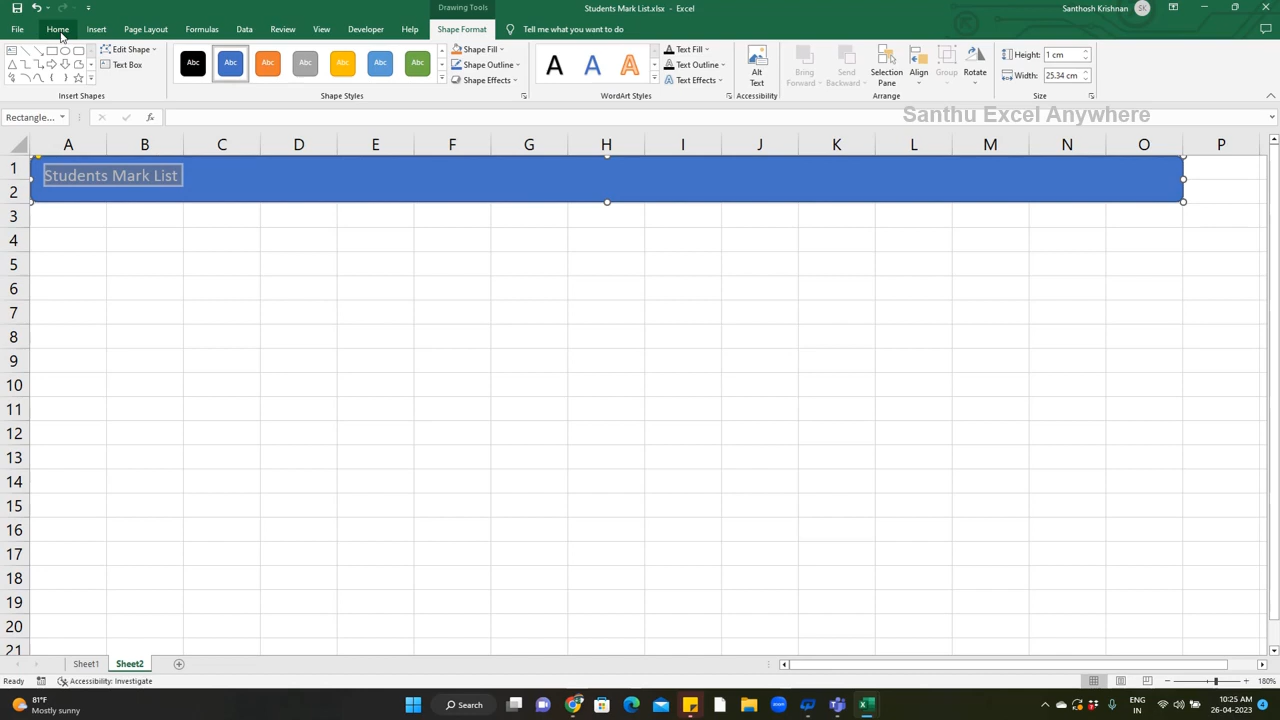 Drawing Tools
Students Mark List.xlsx - Excel
Santhosh Krishnan SK
File Home Insert Page Layout Formulas Data Review View Developer Help Shape Format Tell me what you want to do
Edit Shape
Text Box
Insert Shapes
Abc Abc Abc Abc Abc Abc Abc
Shape Fill
Shape Outline
Shape Effects
Shape Styles
A A A
Text Fill
Text Outline
Text Effects
WordArt Styles
Alt Text
Accessibility
Bring Forward
Send Backward
Selection Pane
Align
Group
Rotate
Arrange
Height: 1 cm
Width: 25.34 cm
Size
Rectangle...
fx
Santhu Excel Anywhere
A B C D E F G H I J K L M N O P
Students Mark List
1
2
3
4
5
6
7
8
9
10
11
12
13
14
15
16
17
18
19
20
21
Sheet1 Sheet2
Ready Accessibility: Investigate
180%
81°F
Mostly sunny
Search
zoom
ENG
IN
10:25 AM
26-04-2023